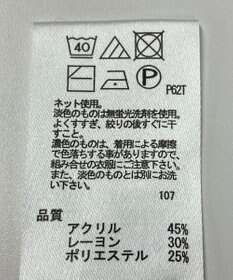 40
P P62T
ネット使用。
淡色のものは無蛍光洗剤を使用。
よくすすぎ、絞りの後すぐに干
すこと。
濃色のものは、着用による摩擦
で色落ちする事がありますので、
組み合せの衣服にご注意下さい。
また、淡色のものとは別にお洗
い下さい。
107
品質
アクリル 45%
レーヨン 30%
ポリエステル 25%